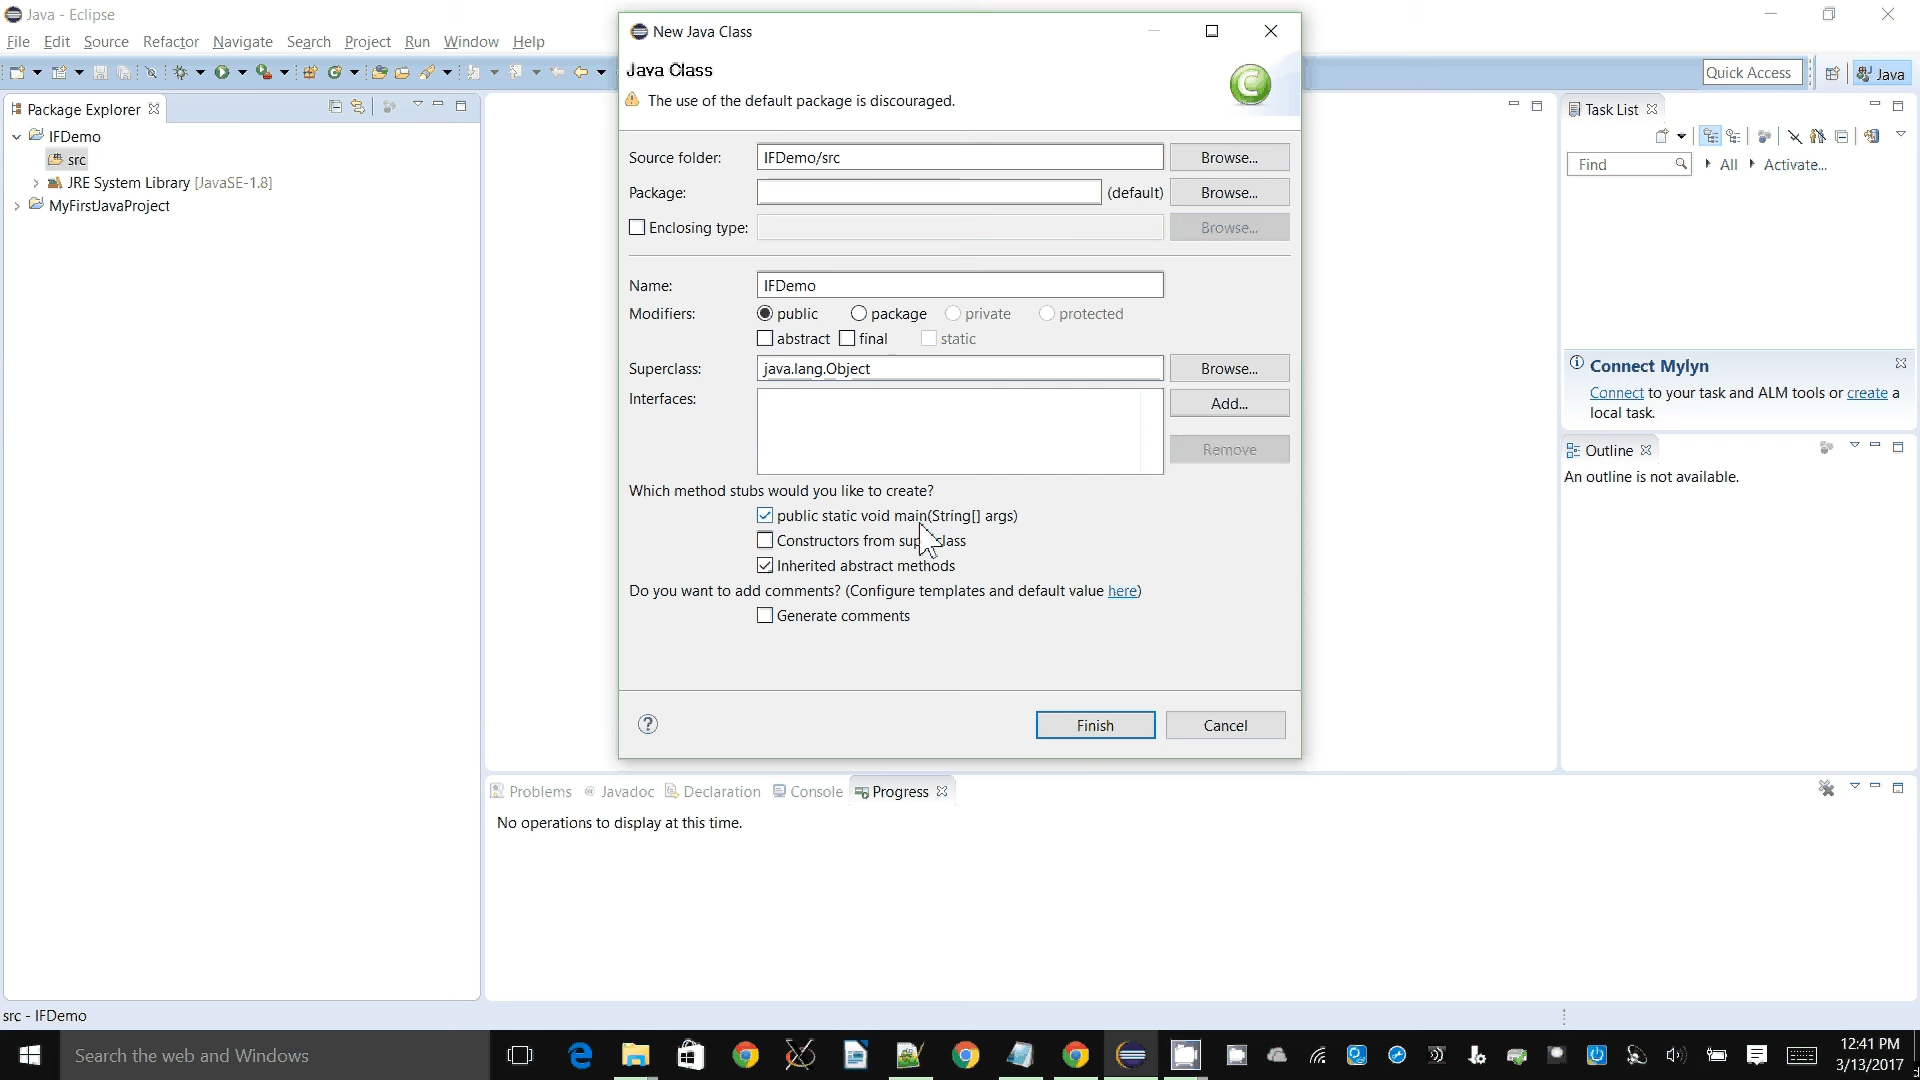 Java - Eclipse
File Edit Source Refactor Navigate Search Project Run Window Help
Quick Access
Java
Package Explorer
IFDemo
src
JRE System Library [JavaSE-1.8]
MyFirstJavaProject
New Java Class
Java Class
The use of the default package is discouraged.
Source folder: IFDemo/src Browse...
Package: (default) Browse...
Enclosing type: Browse...
Name: IFDemo
Modifiers: public package private protected
abstract final static
Superclass: java.lang.Object Browse...
Interfaces: Add...
Remove
Which method stubs would you like to create?
public static void main(String[] args)
Constructors from sup lass
Inherited abstract methods
Do you want to add comments? (Configure templates and default value here)
Generate comments
Finish Cancel
Task List
Find All Activate...
Connect Mylyn
Connect to your task and ALM tools or create a
local task.
Outline
An outline is not available.
Problems @ Javadoc Declaration Console Progress
No operations to display at this time.
src - IFDemo
Search the web and Windows
12:41 PM
3/13/2017